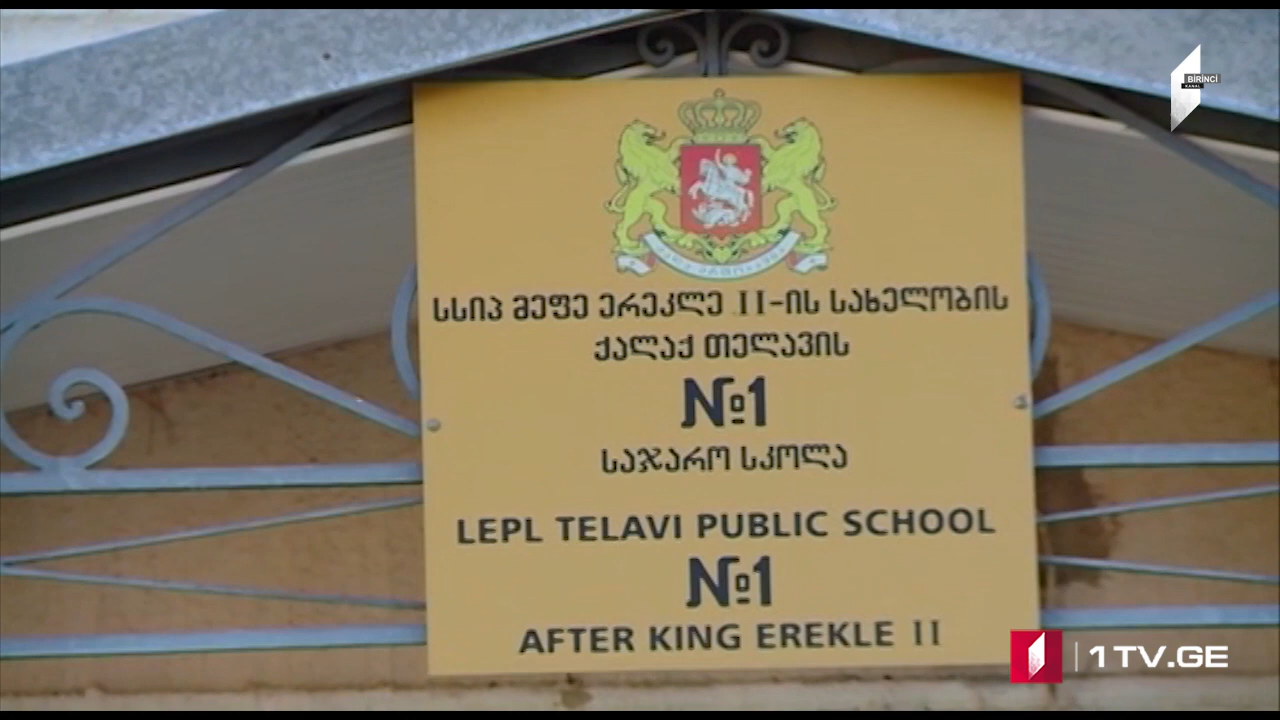 BIRINCI
KANAL
სსიპ მეფე ერეკლე II-ის სახელობის
ქალაქ თელავის
№1
საჯარო სკოლა
LEPL TELAVI PUBLIC SCHOOL
№1
AFTER KING EREKLE II
1TV.GE